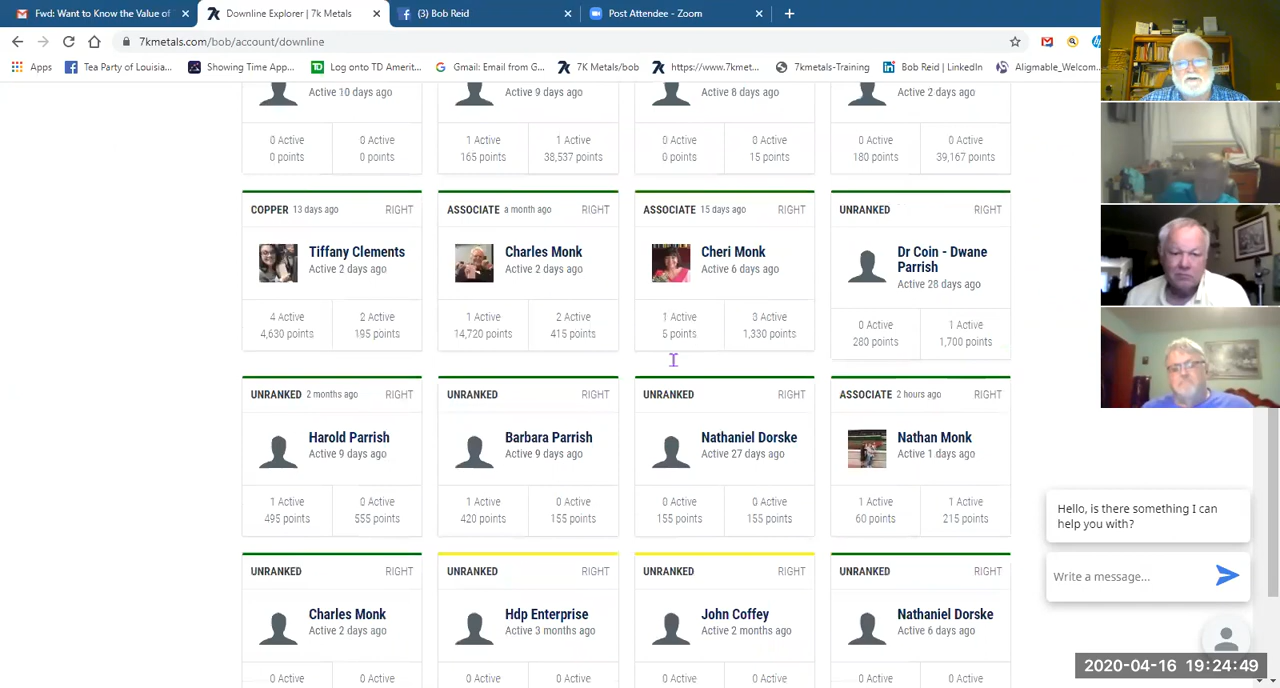 Fwd: Want to Know the Value of
Downline Explorer | 7k Metals
(3) Bob Reid
Post Attendee - Zoom
7kmetals.com/bob/account/downline
Apps
Tea Party of Louisia...
Showing Time App...
Log onto TD Amerit...
Gmail: Email from G...
7K Metals/bob
https://www.7kmet...
7kmetals-Training
Bob Reid | LinkedIn
Alignable_Welcom...
Active 10 days ago
Active 9 days ago
Active 8 days ago
Active 2 days ago
0 Active 0 Active
0 points 0 points
1 Active 1 Active
165 points 38,537 points
0 Active 0 Active
0 points 15 points
0 Active 0 Active
180 points 39,167 points
COPPER 13 days ago RIGHT
Tiffany Clements
Active 2 days ago
4 Active 2 Active
4,630 points 195 points
ASSOCIATE a month ago RIGHT
Charles Monk
Active 2 days ago
1 Active 2 Active
14,720 points 415 points
ASSOCIATE 15 days ago RIGHT
Cheri Monk
Active 6 days ago
1 Active 3 Active
5 points 1,330 points
UNRANKED RIGHT
Dr Coin - Dwane
Parrish
Active 28 days ago
0 Active 1 Active
280 points 1,700 points
UNRANKED 2 months ago RIGHT
Harold Parrish
Active 9 days ago
1 Active 0 Active
495 points 555 points
UNRANKED RIGHT
Barbara Parrish
Active 9 days ago
1 Active 0 Active
420 points 155 points
UNRANKED RIGHT
Nathaniel Dorske
Active 27 days ago
0 Active 0 Active
155 points 155 points
ASSOCIATE 2 hours ago RIGHT
Nathan Monk
Active 1 days ago
1 Active 1 Active
60 points 215 points
UNRANKED RIGHT
Charles Monk
Active 2 days ago
0 Active 0 Active
UNRANKED RIGHT
Hdp Enterprise
Active 3 months ago
0 Active 0 Active
UNRANKED RIGHT
John Coffey
Active 2 months ago
0 Active 0 Active
UNRANKED RIGHT
Nathaniel Dorske
Active 6 days ago
0 Active 0 Active
Hello, is there something I can
help you with?
Write a message...
2020-04-16 19:24:49